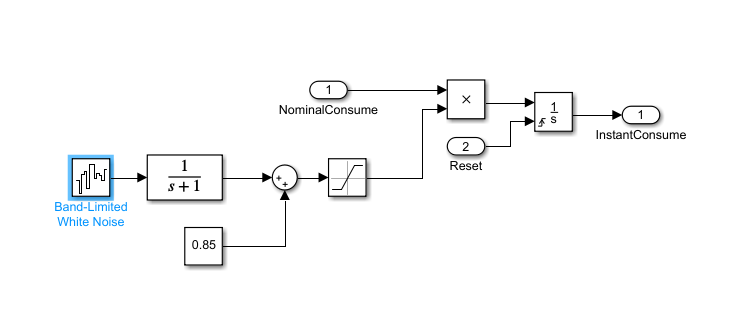 1
NominalConsume
×
1
s
1
InstantConsume
2
Reset
1
s + 1
+
+
Band-Limited
White Noise
0.85